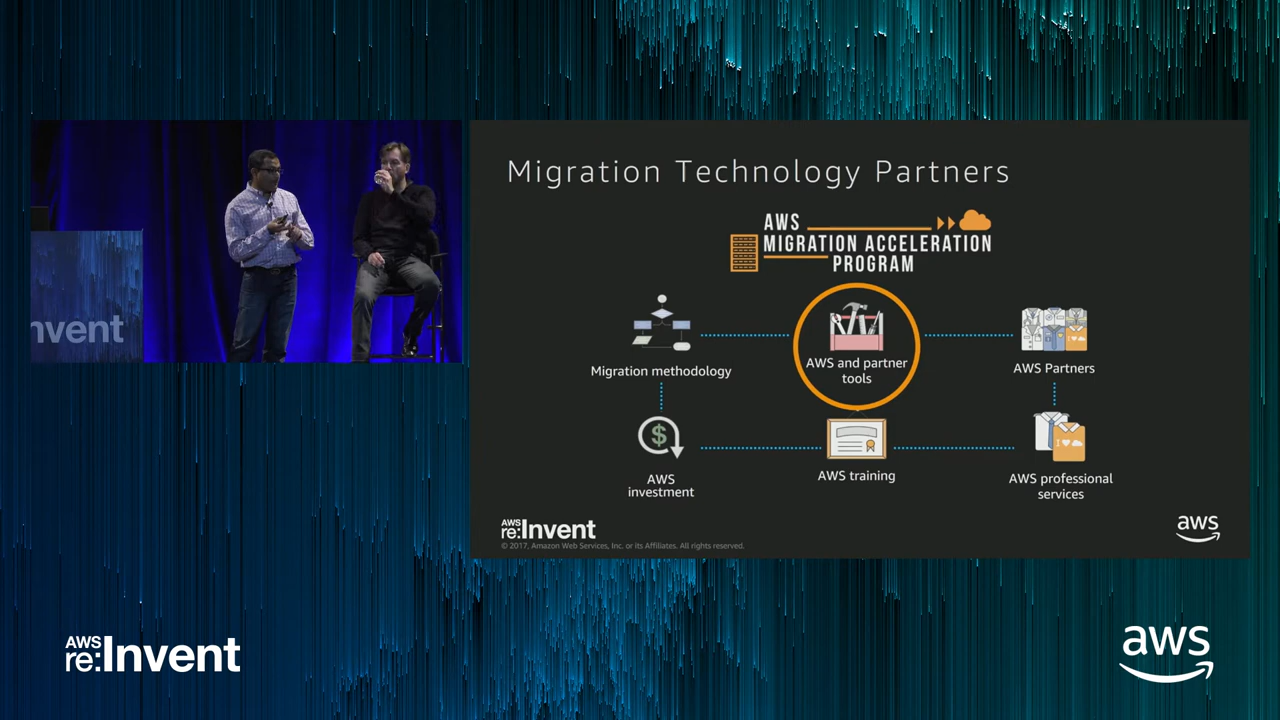 Migration Technology Partners
AWS
MIGRATION ACCELERATION
PROGRAM
Migration methodology
AWS and partner
tools
AWS Partners
I
AWS
investment
$
AWS training
I
AWS professional
services
AWS
re:Invent
© 2017, Amazon Web Services, Inc. or its Affiliates. All rights reserved.
aws
nvent
AWS
re:Invent
aws